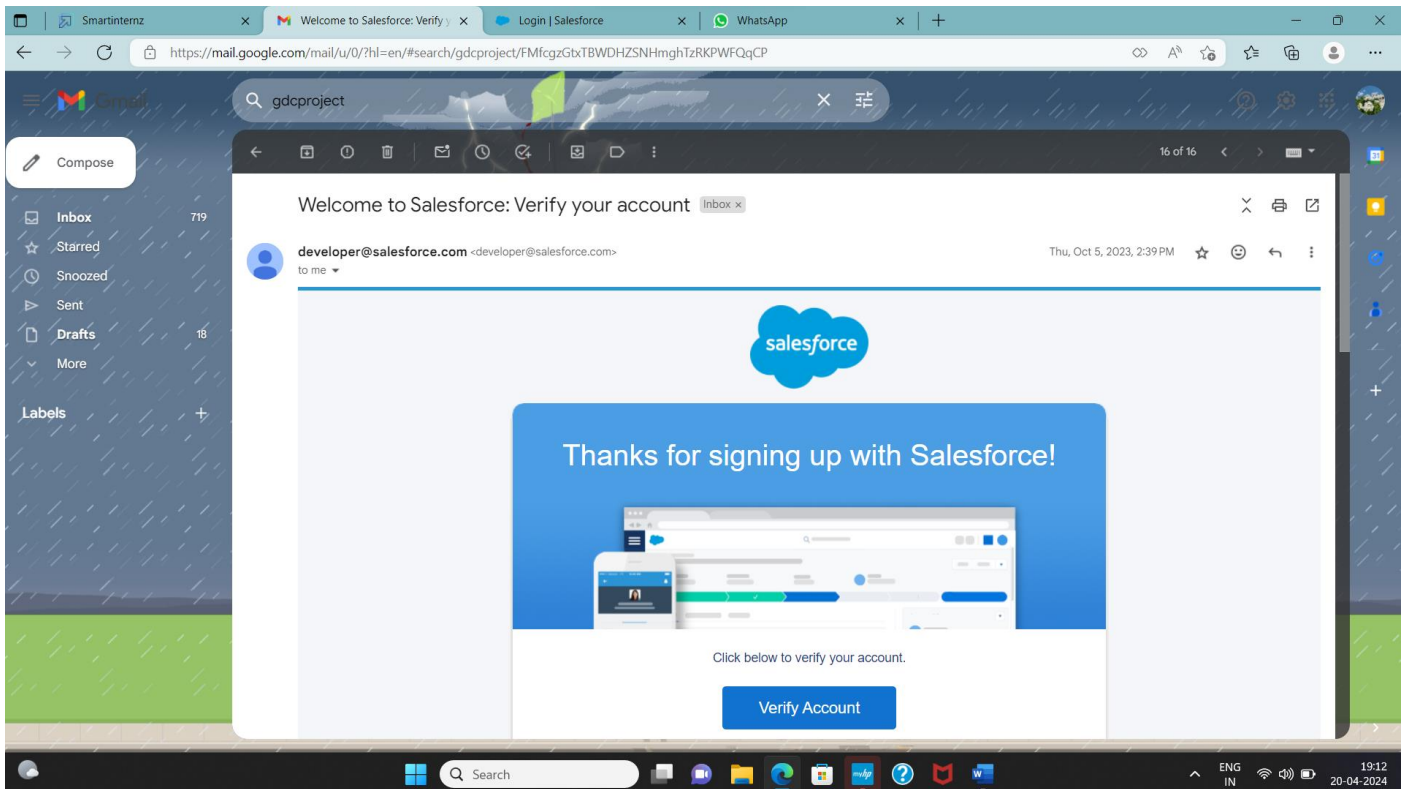 Smartinternz
Welcome to Salesforce: Verify y
Login | Salesforce
WhatsApp
https://mail.google.com/mail/u/0/?hl=en/#search/gdcproject/FMfcgzGtxTBWDHZSNHmghTzRKPWFQqCP
Gmail
gdcproject
Compose
16 of 16
Inbox 719
Starred
Snoozed
Sent
Drafts 18
More
Labels
Welcome to Salesforce: Verify your account Inbox x
developer@salesforce.com <developer@salesforce.com>
Thu, Oct 5, 2023, 2:39 PM
to me
salesforce
Thanks for signing up with Salesforce!
Click below to verify your account.
Verify Account
Search
myhp
ENG
IN
19:12
20-04-2024